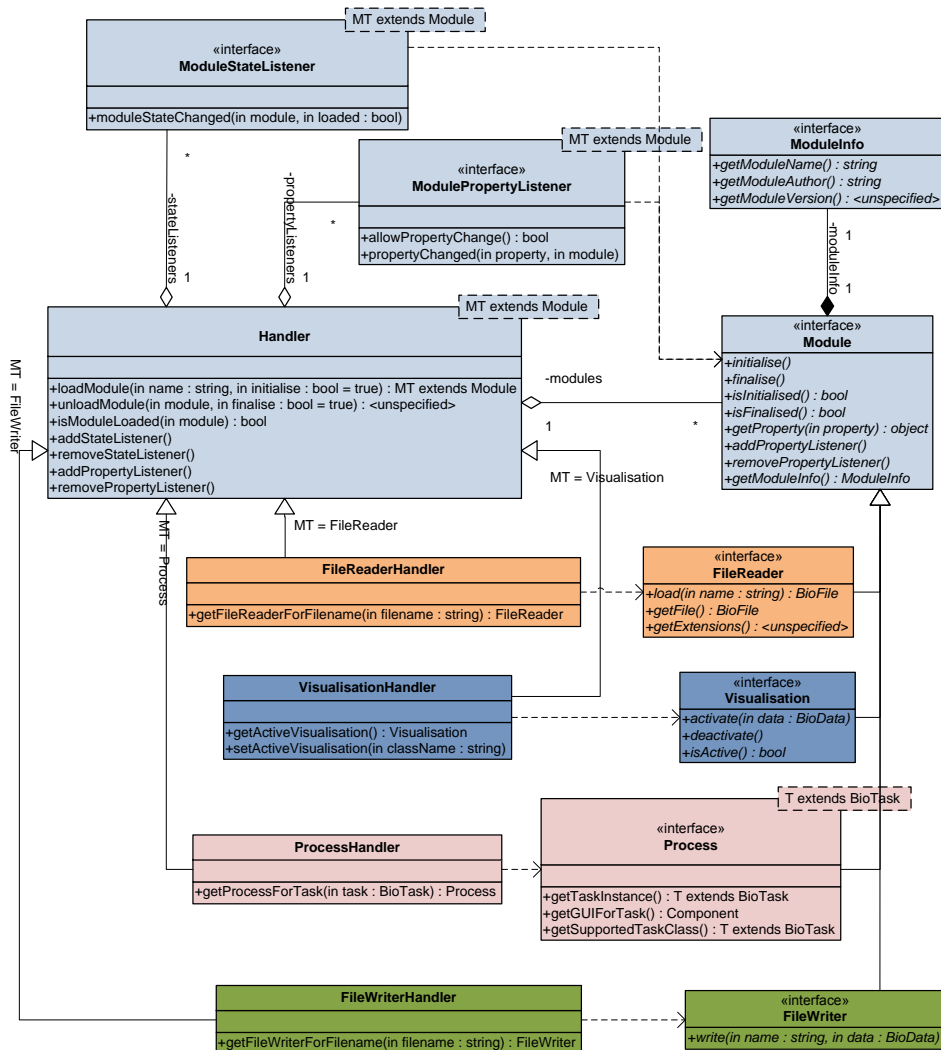 MT extends Module
«interface»
ModuleStateListener
+moduleStateChanged(in module, in loaded : bool)
«interface»
ModuleInfo
+getModuleName() : string
+getModuleAuthor() : string
+getModuleVersion() : <unspecified>
MT extends Module
«interface»
ModulePropertyListener
+allowPropertyChange() : bool
+propertyChanged(in property, in module)
*
-stateListeners
1
-propertyListeners
*
1
1
-moduleInfo
1
MT extends Module
Handler
+loadModule(in name : string, in initialise : bool = true) : MT extends Module
+unloadModule(in module, in finalise : bool = true) : <unspecified>
+isModuleLoaded(in module) : bool
+addStateListener()
+removeStateListener()
+addPropertyListener()
+removePropertyListener()
-modules
1
*
«interface»
Module
+initialise()
+finalise()
+isInitialised() : bool
+isFinalised() : bool
+getProperty(in property) : object
+addPropertyListener()
+removePropertyListener()
+getModuleInfo() : ModuleInfo
MT = FileWriter
MT = Visualisation
MT = FileReader
MT = Process
FileReaderHandler
+getFileReaderForFilename(in filename : string) : FileReader
«interface»
FileReader
+load(in name : string) : BioFile
+getFile() : BioFile
+getExtensions() : <unspecified>
VisualisationHandler
+getActiveVisualisation() : Visualisation
+setActiveVisualisation(in className : string)
«interface»
Visualisation
+activate(in data : BioData)
+deactivate()
+isActive() : bool
T extends BioTask
ProcessHandler
+getProcessForTask(in task : BioTask) : Process
«interface»
Process
+getTaskInstance() : T extends BioTask
+getGUIForTask() : Component
+getSupportedTaskClass() : T extends BioTask
FileWriterHandler
+getFileWriterForFilename(in filename : string) : FileWriter
«interface»
FileWriter
+write(in name : string, in data : BioData)